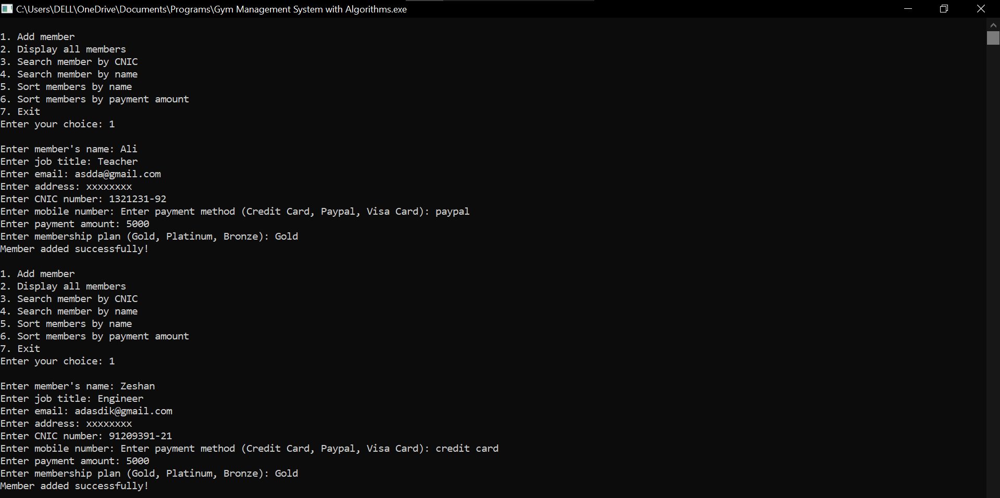 C:\Users\DELL\OneDrive\Documents\Programs\Gym Management System with Algorithms.exe
1. Add member
2. Display all members
3. Search member by CNIC
4. Search member by name
5. Sort members by name
6. Sort members by payment amount
7. Exit
Enter your choice: 1
Enter member's name: Ali
Enter job title: Teacher
Enter email: asdda@gmail.com
Enter address: xxxxxxxx
Enter CNIC number: 1321231-92
Enter mobile number: Enter payment method (Credit Card, Paypal, Visa Card): paypal
Enter payment amount: 5000
Enter membership plan (Gold, Platinum, Bronze): Gold
Member added successfully!
1. Add member
2. Display all members
3. Search member by CNIC
4. Search member by name
5. Sort members by name
6. Sort members by payment amount
7. Exit
Enter your choice: 1
Enter member's name: Zeshan
Enter job title: Engineer
Enter email: adasdik@gmail.com
Enter address: xxxxxxxx
Enter CNIC number: 91209391-21
Enter mobile number: Enter payment method (Credit Card, Paypal, Visa Card): credit card
Enter payment amount: 5000
Enter membership plan (Gold, Platinum, Bronze): Gold
Member added successfully!